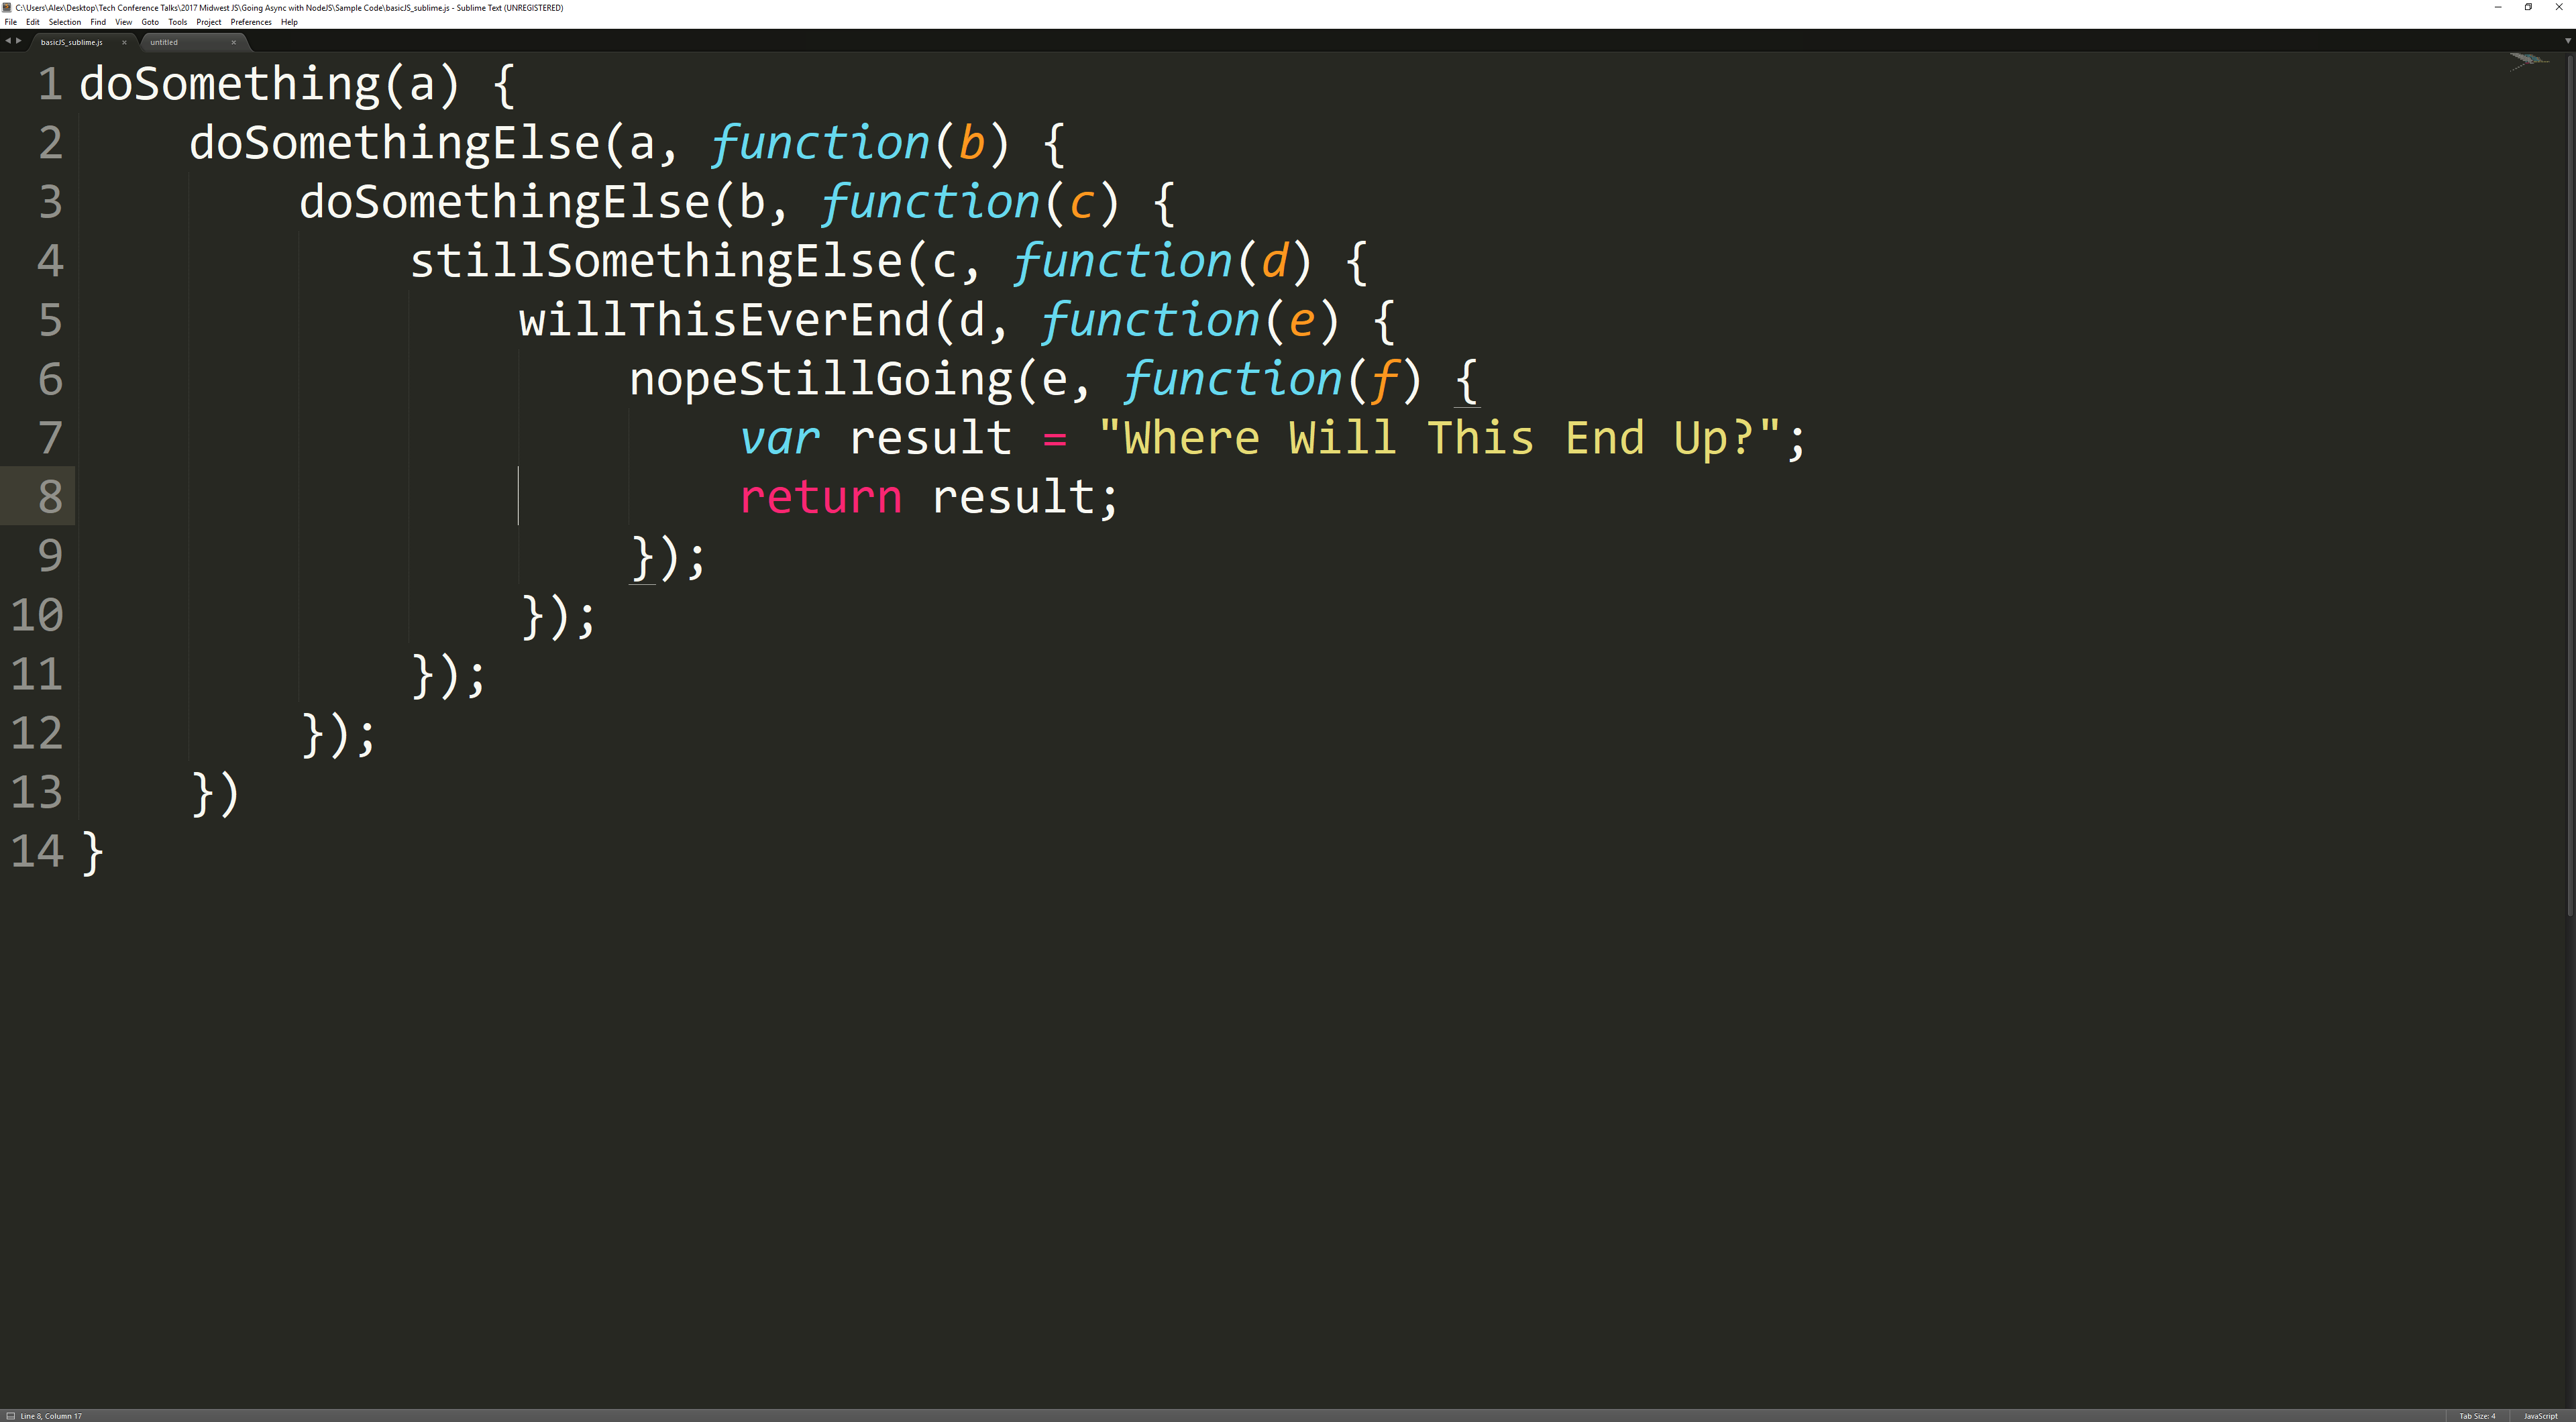 C:\Users\Alex\Desktop\Tech Conference Talks\2017 Midwest JS\Going Async with NodeJS\Sample Code\basicJS_sublime.js - Sublime Text (UNREGISTERED)
File Edit Selection Find View Goto Tools Project Preferences Help
basicJS_sublime.js × untitled ×
1 doSomething(a) {
2     doSomethingElse(a, function(b) {
3         doSomethingElse(b, function(c) {
4             stillSomethingElse(c, function(d) {
5                 willThisEverEnd(d, function(e) {
6                     nopeStillGoing(e, function(f) {
7                         var result = "Where Will This End Up?";
8                         return result;
9                     });
10                 });
11             });
12         });
13     })
14 }
Line 8, Column 17 Tab Size: 4 JavaScript